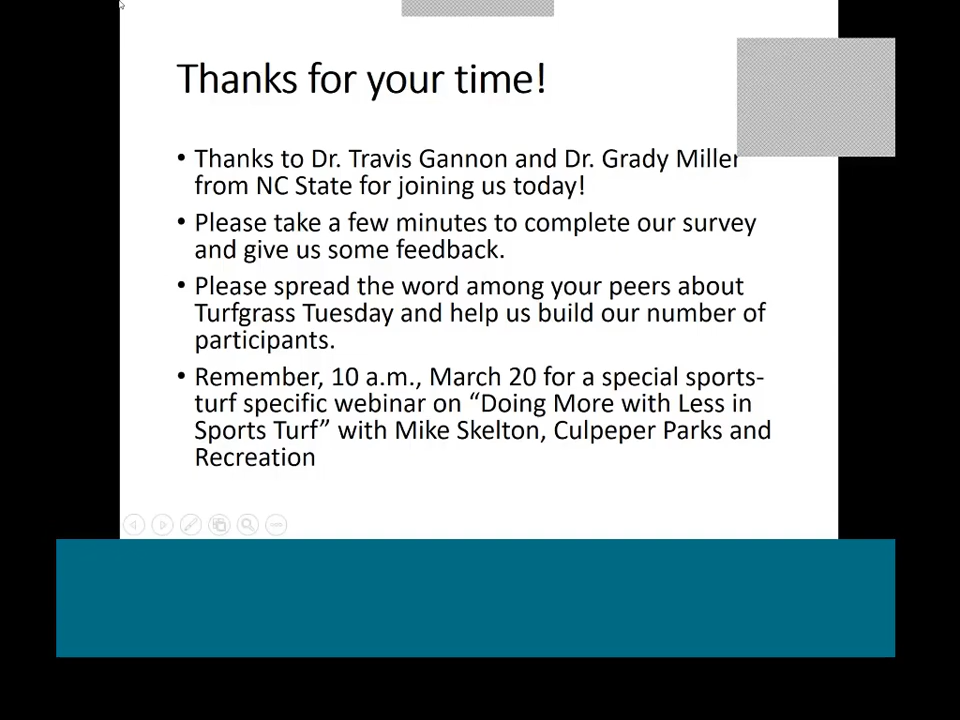 Thanks for your time!
• Thanks to Dr. Travis Gannon and Dr. Grady Miller
from NC State for joining us today!
• Please take a few minutes to complete our survey
and give us some feedback.
• Please spread the word among your peers about
Turfgrass Tuesday and help us build our number of
participants.
• Remember, 10 a.m., March 20 for a special sports-
turf specific webinar on “Doing More with Less in
Sports Turf” with Mike Skelton, Culpeper Parks and
Recreation